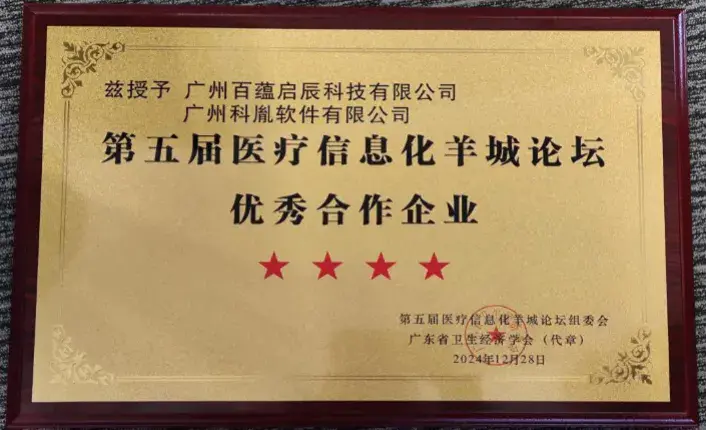 兹授予 广州百蕴启辰科技有限公司
广州科胤软件有限公司
第五届医疗信息化羊城论坛
优秀合作企业
第五届医疗信息化羊城论坛组委会
广东省卫生经济学会（代章）
2024年12月28日